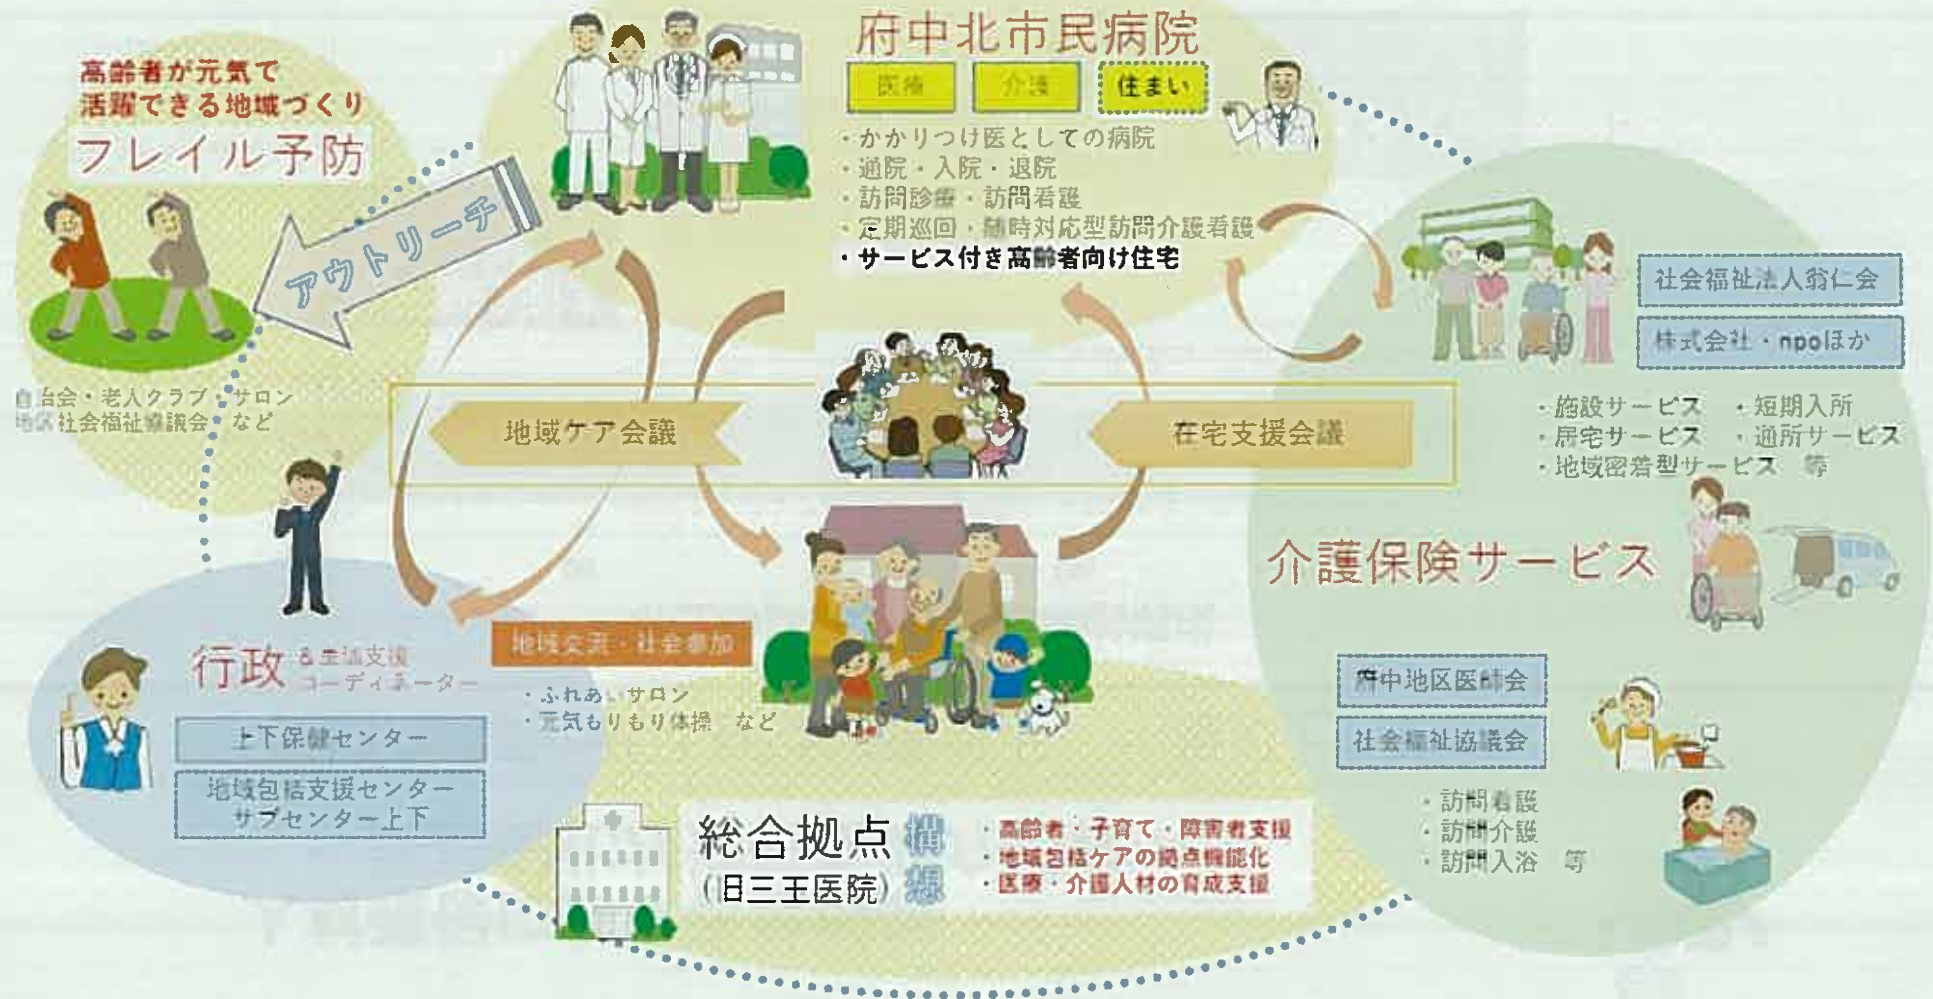 高齢者が元気で
活躍できる地域づくり
フレイル予防
アウトリーチ
自治会・老人クラブ・サロン
地区社会福祉協議会 など
府中北市民病院
医療
介護
住まい
・かかりつけ医としての病院
・通院・入院・退院
・訪問診療・訪問看護
・定期巡回・随時対応型訪問介護看護
・サービス付き高齢者向け住宅
社会福祉法人翁仁会
株式会社・npoほか
・施設サービス ・短期入所
・居宅サービス ・通所サービス
・地域密着型サービス 等
介護保険サービス
地域ケア会議
在宅支援会議
行政
&生活支援
コーディネーター
上下保健センター
地域包括支援センター
サブセンター上下
地域交流・社会参加
・ふれあいサロン
・元気もりもり体操 など
府中地区医師会
社会福祉協議会
・訪問看護
・訪問介護
・訪問入浴 等
総合拠点構想
(旧三玉医院)
・高齢者・子育て・障害者支援
・地域包括ケアの拠点機能化
・医療・介護人材の育成支援